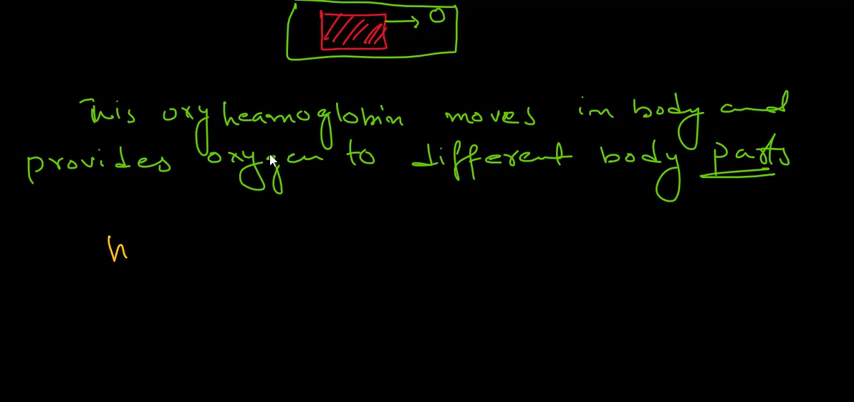 O
This oxyheamoglobin moves in body and
provides oxygen to different body parts
h